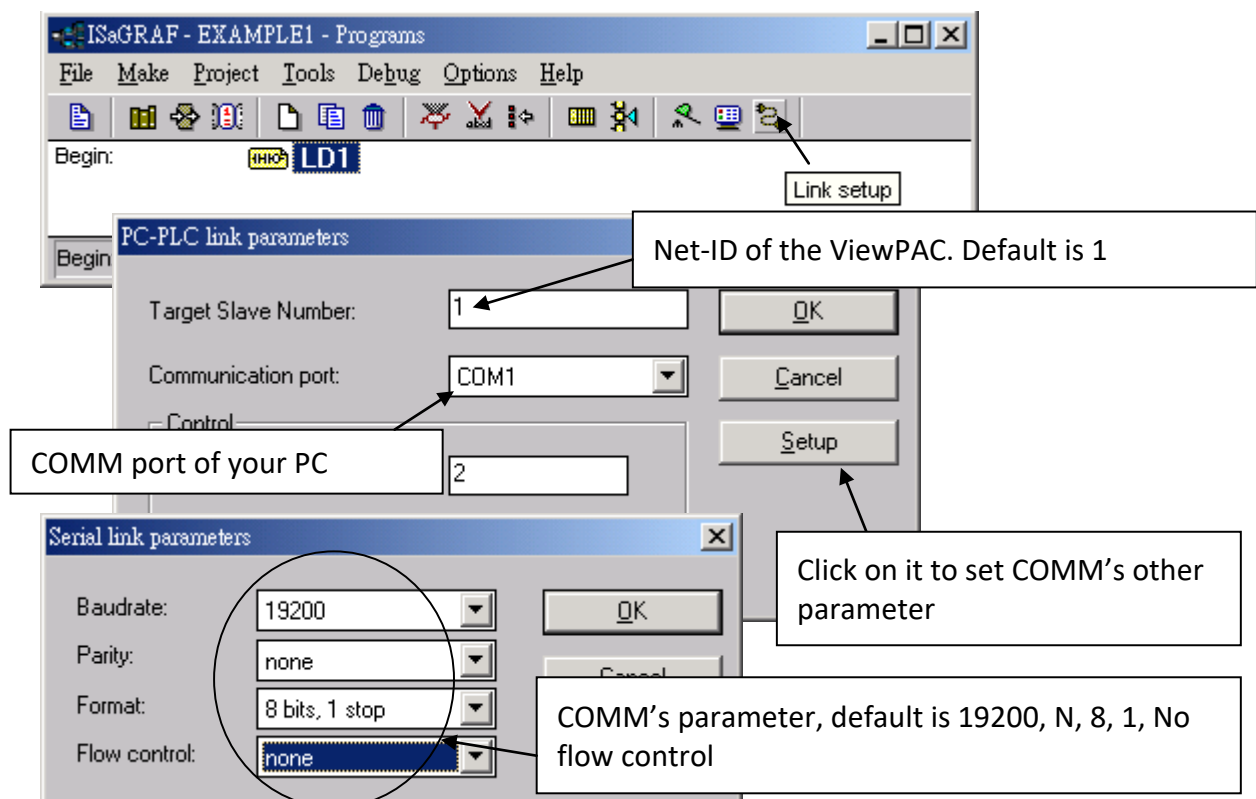 ISaGRAF - EXAMPLE1 - Programs
File Make Project Tools Debug Options Help
Begin: LD1
Link setup
Begin
PC-PLC link parameters
Net-ID of the ViewPAC. Default is 1
Target Slave Number: 1 OK
Communication port: COM1 Cancel
Control
COMM port of your PC
2
Setup
Serial link parameters
Click on it to set COMM’s other
parameter
Baudrate: 19200 OK
Parity: none Cancel
Format: 8 bits, 1 stop
Flow control: none
COMM’s parameter, default is 19200, N, 8, 1, No
flow control